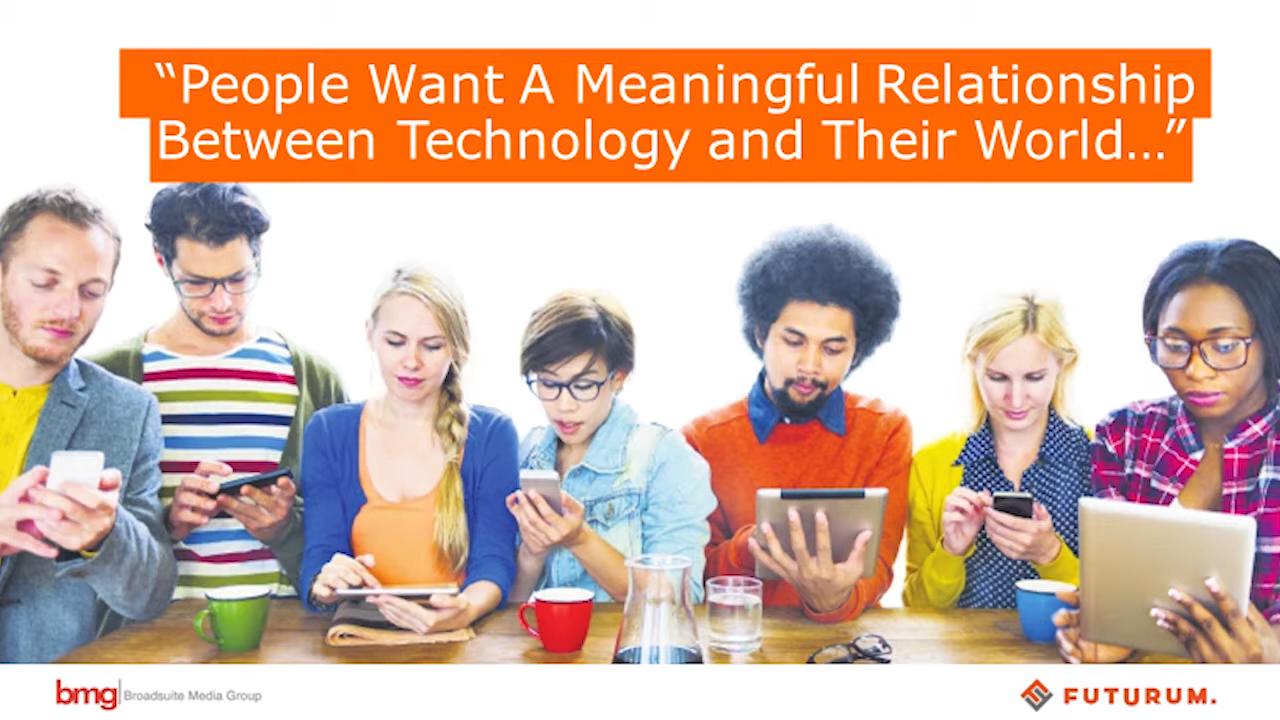 “People Want A Meaningful Relationship
Between Technology and Their World…”
bmg Broadsuite Media Group
FUTURUM.